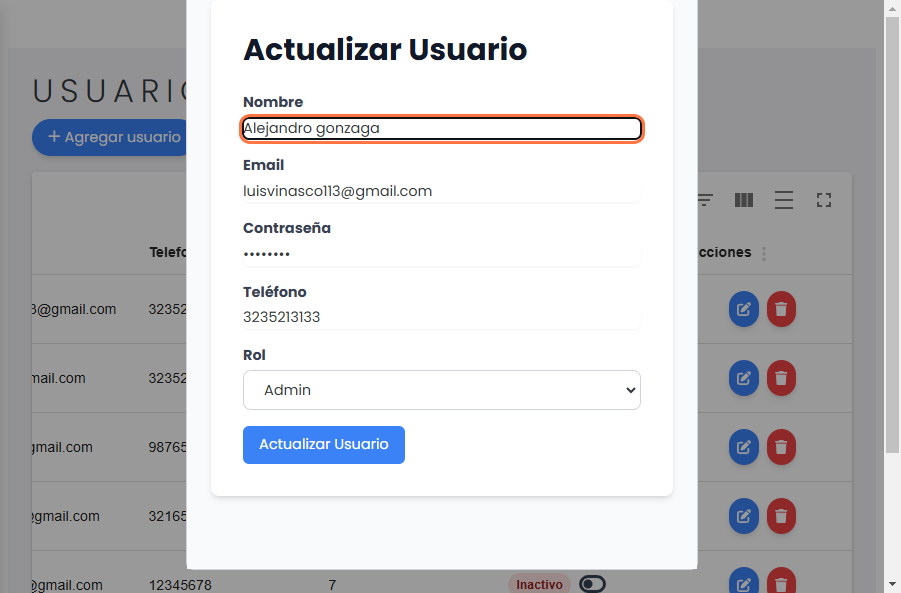 Actualizar Usuario
USUARIO
+ Agregar usuario
Nombre
Alejandro gonzaga
Email
luisvinasco113@gmail.com
Contraseña
••••••••
Teléfono
3235213133
Rol
Admin
Actualizar Usuario
Telefo
cciones
3@gmail.com 32352
mail.com 32352
gmail.com 98765
@gmail.com 32165
@gmail.com 12345678 7 Inactivo